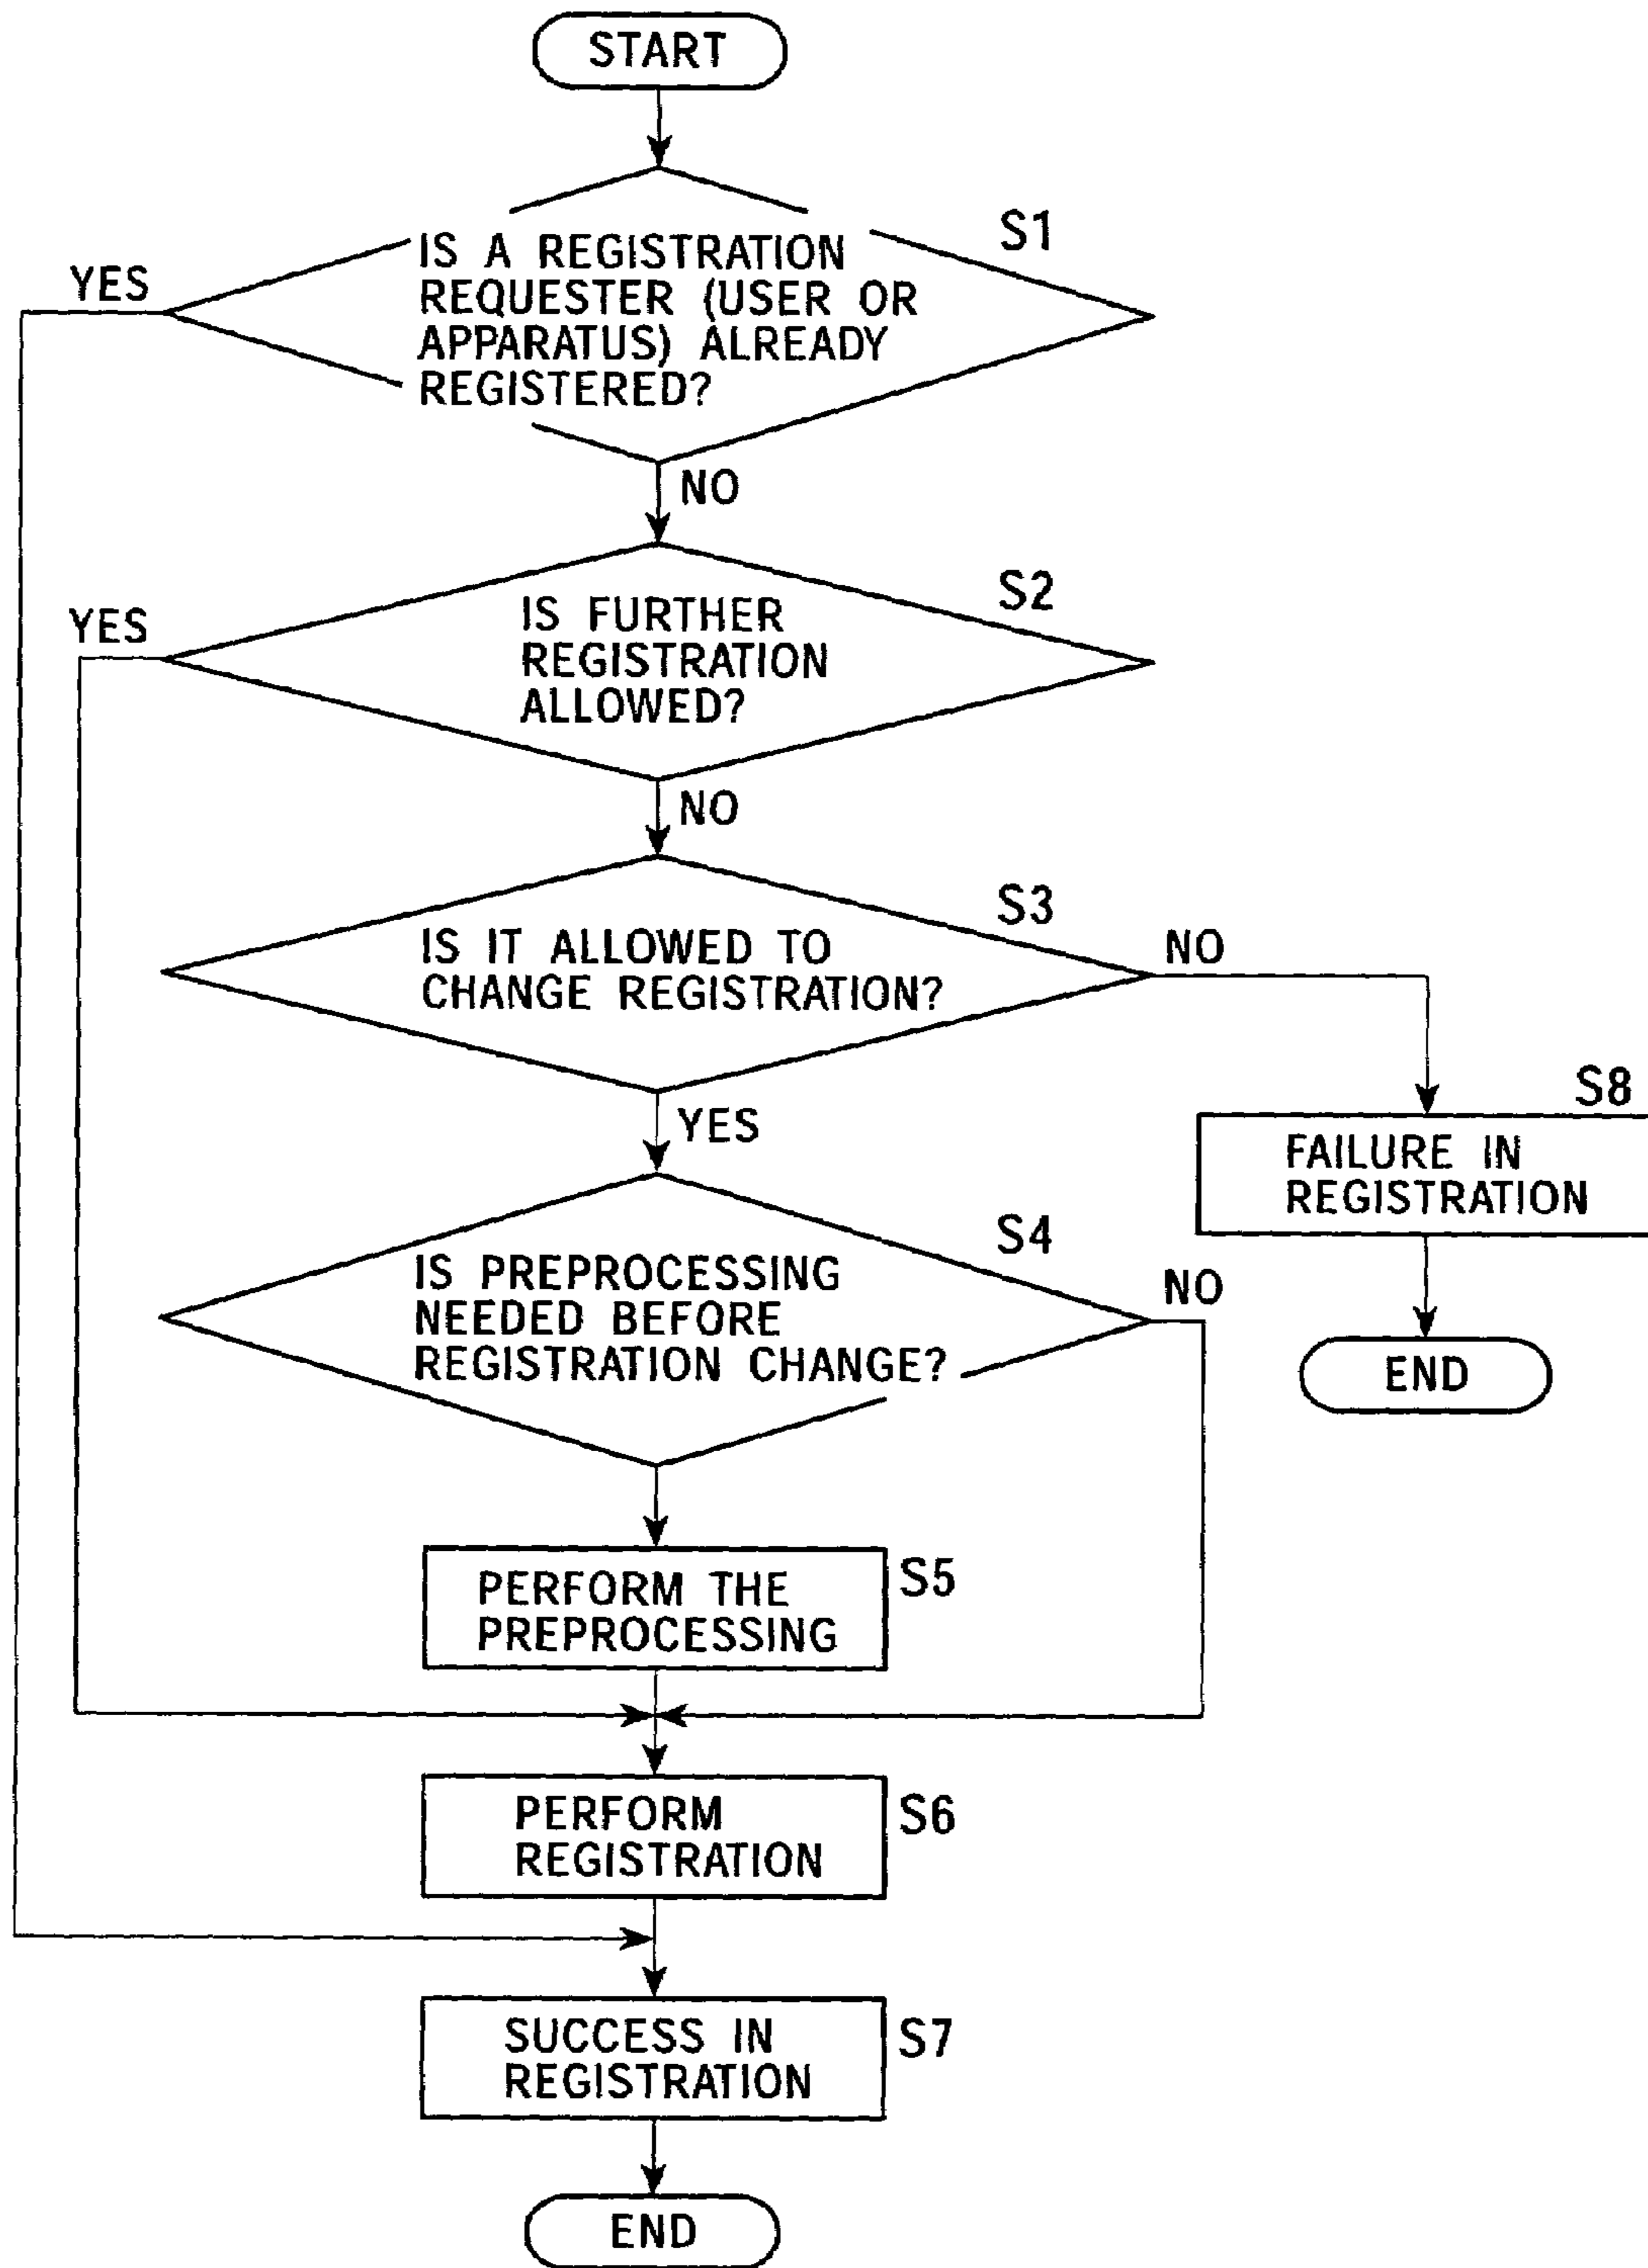 START
S1
YES
IS A REGISTRATION
REQUESTER (USER OR
APPARATUS) ALREADY
REGISTERED?
NO
S2
YES
IS FURTHER
REGISTRATION
ALLOWED?
NO
S3
IS IT ALLOWED TO
CHANGE REGISTRATION?
NO
YES
S8
FAILURE IN
REGISTRATION
END
S4
IS PREPROCESSING
NEEDED BEFORE
REGISTRATION CHANGE?
NO
PERFORM THE
PREPROCESSING
S5
PERFORM
REGISTRATION
S6
SUCCESS IN
REGISTRATION
S7
END